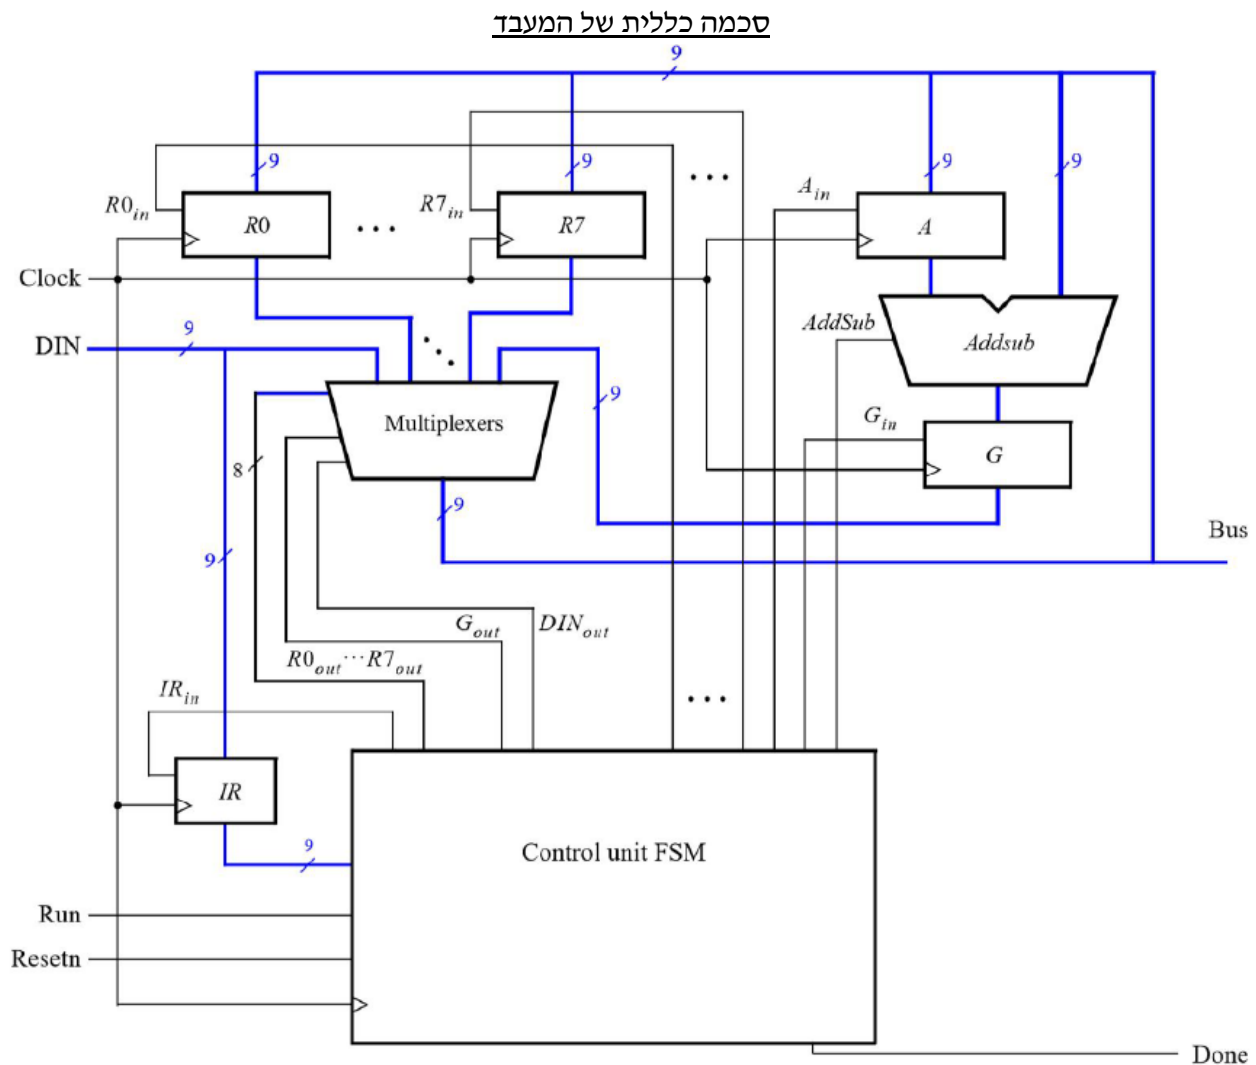 סכמה כללית של המעבד
9
9
9
9
9
R0in
R0
R7in
R7
Ain
A
Clock
DIN
9
AddSub
Addsub
Multiplexers
9
8
Gin
G
9
9
Bus
Gout
DINout
R0out···R7out
IRin
IR
9
Control unit FSM
Run
Resetn
Done